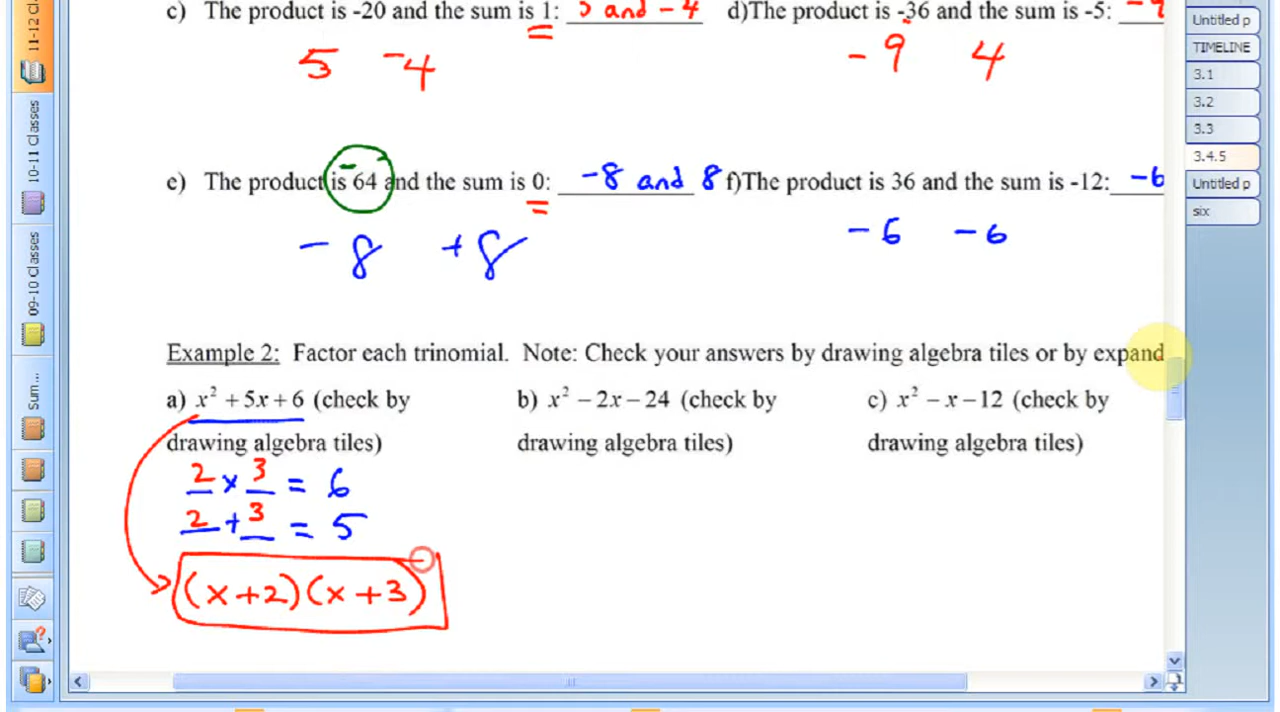 c) The product is -20 and the sum is 1: 5 and -4 d)The product is -36 and the sum is -5: -9
5 -4 -9 4
e) The product is -64 and the sum is 0: -8 and 8 f)The product is 36 and the sum is -12: -6
-8 +8 -6 -6
Example 2: Factor each trinomial. Note: Check your answers by drawing algebra tiles or by expand
a) x² + 5x + 6 (check by b) x² - 2x - 24 (check by c) x² - x - 12 (check by
drawing algebra tiles) drawing algebra tiles) drawing algebra tiles)
2 x 3 = 6
2 + 3 = 5
(x+2)(x+3)
11-12 Cla
10-11 Classes
09-10 Classes
Sum...
Untitled p
TIMELINE
3.1
3.2
3.3
3.4.5
Untitled p
six